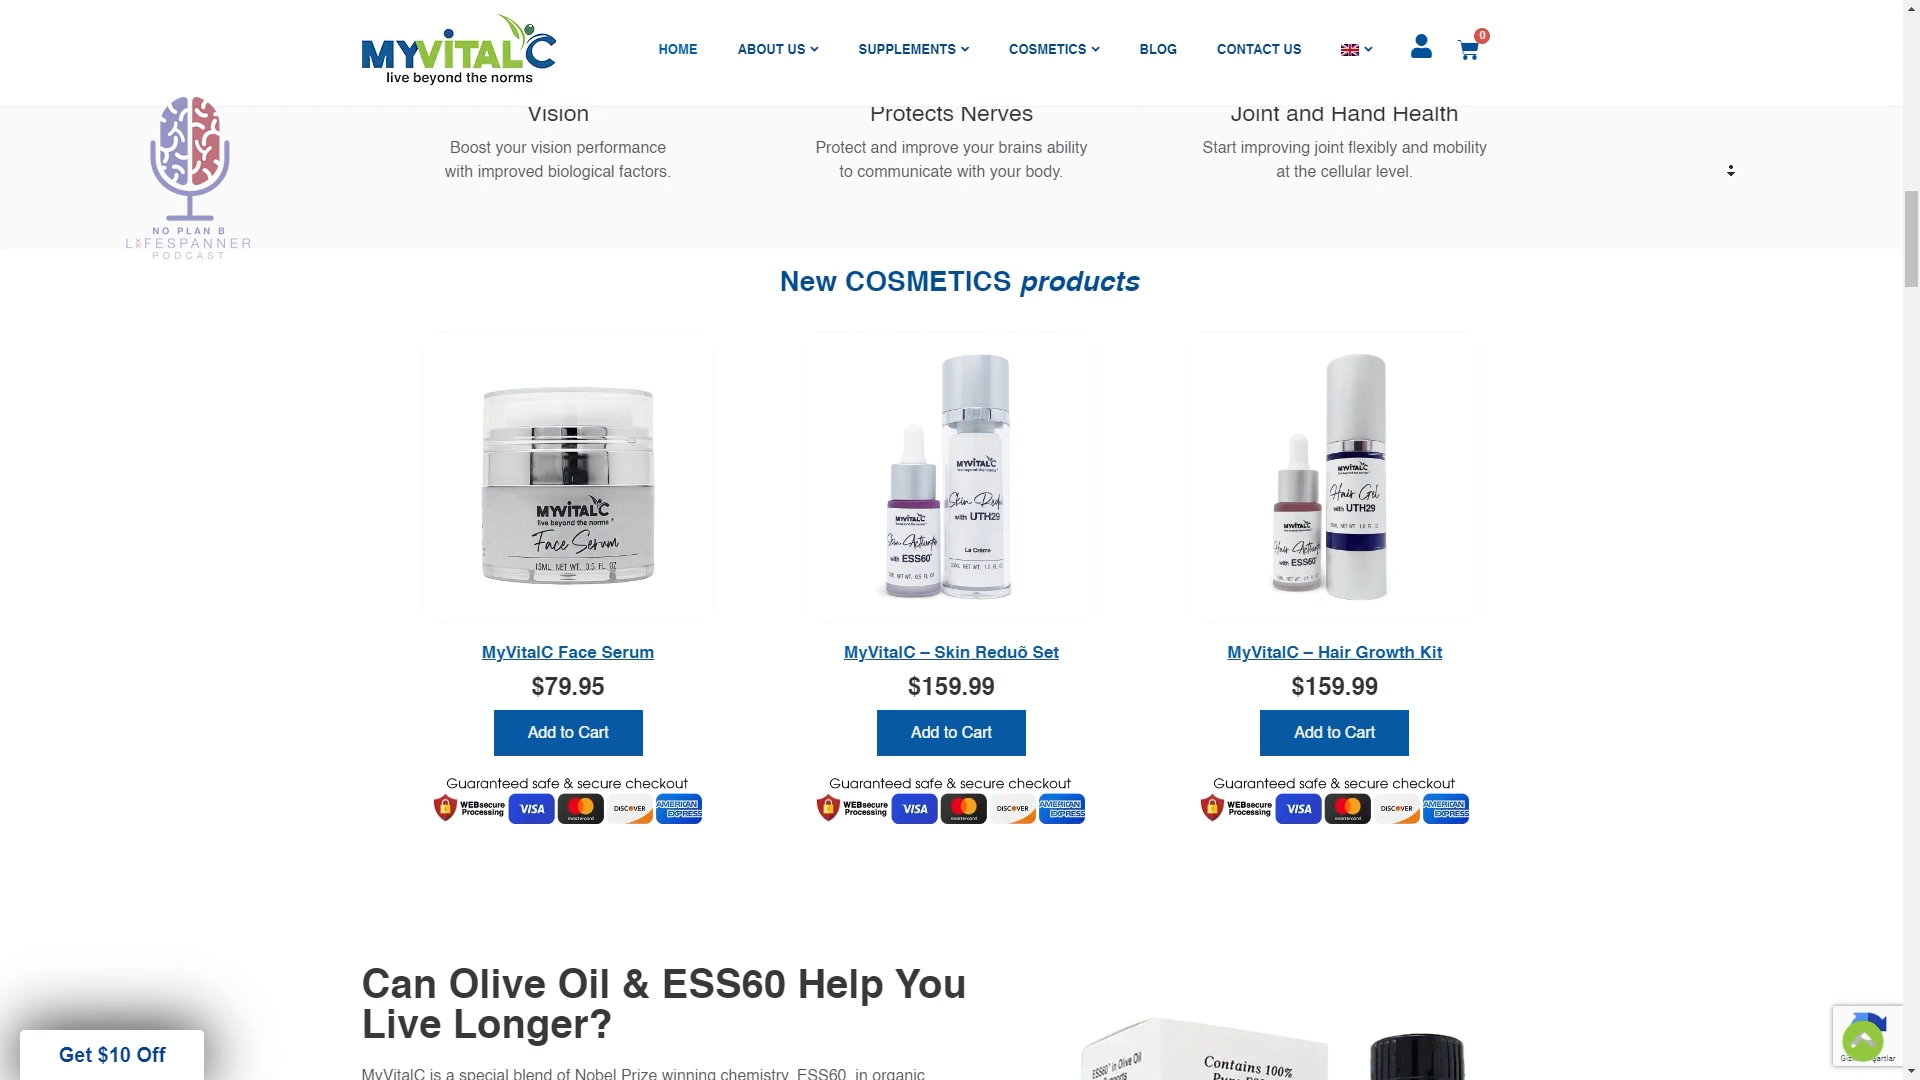 MYVITALC
live beyond the norms
HOME
ABOUT US
SUPPLEMENTS
COSMETICS
BLOG
CONTACT US
0
NO PLAN B
LIFESPANNER
PODCAST
Vision
Boost your vision performance
with improved biological factors.
Protects Nerves
Protect and improve your brains ability
to communicate with your body.
Joint and Hand Health
Start improving joint flexibly and mobility
at the cellular level.
New COSMETICS products
MYVITALC
live beyond the norms
Face Serum
15ML. NET WT. 0.5 FL. OZ
MYVITALC
Skin Activator
with ESS60
MYVITALC
with UTH29
La Crème
MYVITALC
Hair Activator
with ESS60
MYVITALC
Hair Gel
with UTH29
MyVitalC Face Serum
$79.95
Add to Cart
Guaranteed safe & secure checkout
WEBsecure
Processing
VISA
mastercard
DISCOVER
AMERICAN
EXPRESS
MyVitalC – Skin Reduõ Set
$159.99
Add to Cart
Guaranteed safe & secure checkout
WEBsecure
Processing
VISA
mastercard
DISCOVER
AMERICAN
EXPRESS
MyVitalC – Hair Growth Kit
$159.99
Add to Cart
Guaranteed safe & secure checkout
WEBsecure
Processing
VISA
mastercard
DISCOVER
AMERICAN
EXPRESS
Can Olive Oil & ESS60 Help You
Live Longer?
MyVitalC is a special blend of Nobel Prize winning chemistry, ESS60, in organic
ESS60 in Olive Oil
Contains 100%
Get $10 Off